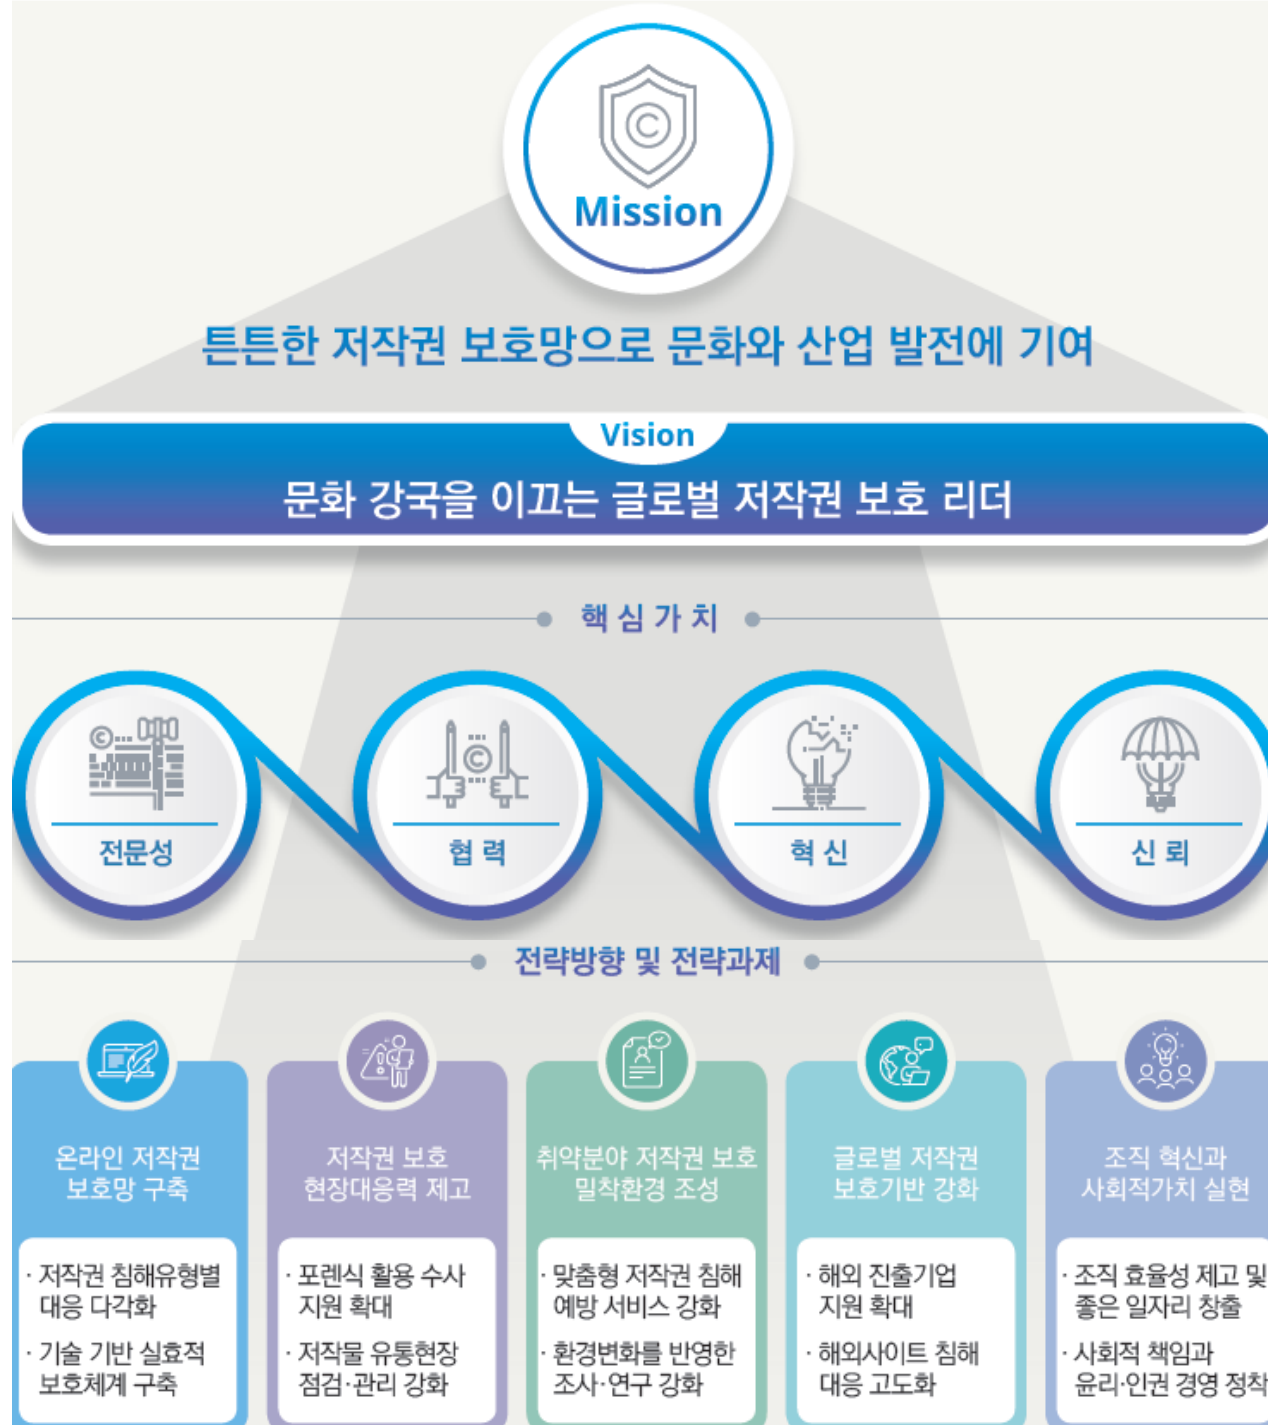 Mission
튼튼한 저작권 보호망으로 문화와 산업 발전에 기여
Vision
문화 강국을 이끄는 글로벌 저작권 보호 리더
핵심가치
전문성
협력
혁신
신뢰
전략방향 및 전략과제
온라인 저작권
보호망 구축
· 저작권 침해유형별
대응 다각화
· 기술 기반 실효적
보호체계 구축
저작권 보호
현장대응력 제고
· 포렌식 활용 수사
지원 확대
· 저작물 유통현장
점검·관리 강화
취약분야 저작권 보호
밀착환경 조성
· 맞춤형 저작권 침해
예방 서비스 강화
· 환경변화를 반영한
조사·연구 강화
글로벌 저작권
보호기반 강화
· 해외 진출기업
지원 확대
· 해외사이트 침해
대응 고도화
조직 혁신과
사회적가치 실현
· 조직 효율성 제고 및
좋은 일자리 창출
· 사회적 책임과
윤리·인권 경영 정착